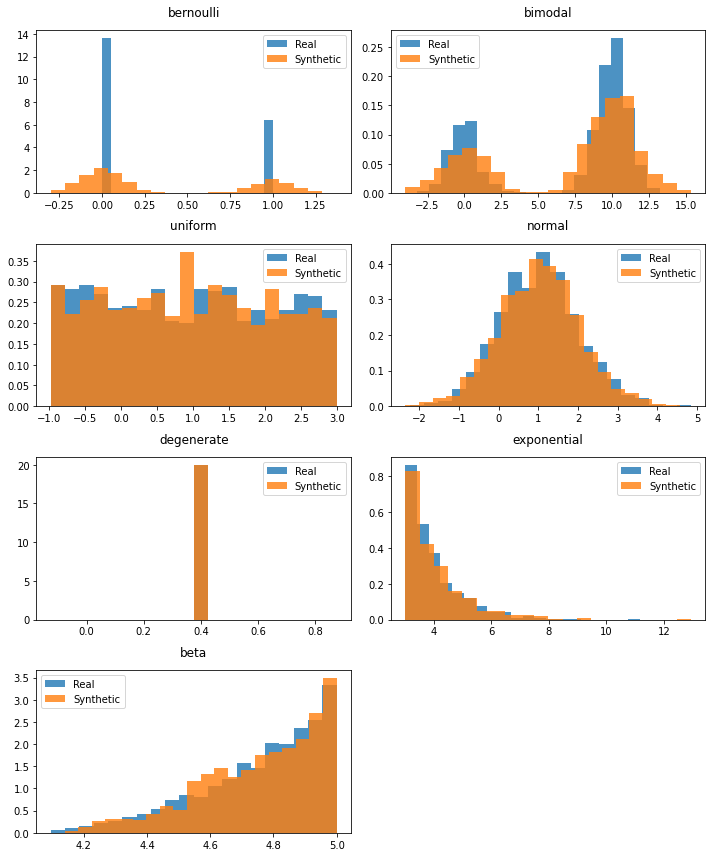 bernoulli
14
12
10
8
6
4
2
0
-0.25 0.00 0.25 0.50 0.75 1.00 1.25
Real
Synthetic
bimodal
0.25
0.20
0.15
0.10
0.05
0.00
-2.5 0.0 2.5 5.0 7.5 10.0 12.5 15.0
Real
Synthetic
uniform
0.35
0.30
0.25
0.20
0.15
0.10
0.05
0.00
-1.0 -0.5 0.0 0.5 1.0 1.5 2.0 2.5 3.0
Real
Synthetic
normal
0.4
0.3
0.2
0.1
0.0
-2 -1 0 1 2 3 4 5
Real
Synthetic
degenerate
20
15
10
5
0
0.0 0.2 0.4 0.6 0.8
Real
Synthetic
exponential
0.8
0.6
0.4
0.2
0.0
4 6 8 10 12
Real
Synthetic
beta
3.5
3.0
2.5
2.0
1.5
1.0
0.5
0.0
4.2 4.4 4.6 4.8 5.0
Real
Synthetic